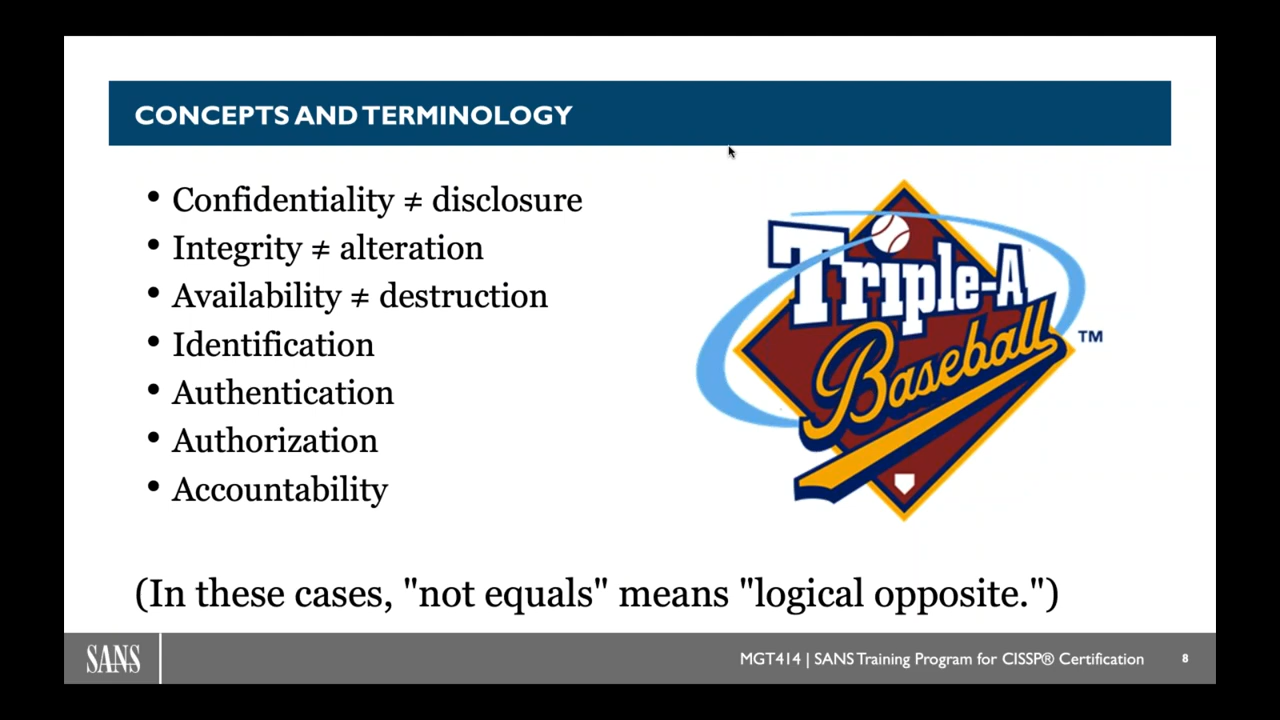 CONCEPTS AND TERMINOLOGY
• Confidentiality ≠ disclosure
• Integrity ≠ alteration
• Availability ≠ destruction
• Identification
• Authentication
• Authorization
• Accountability
Triple-A
Baseball
TM
(In these cases, "not equals" means "logical opposite.")
SANS
MGT414 | SANS Training Program for CISSP® Certification
8